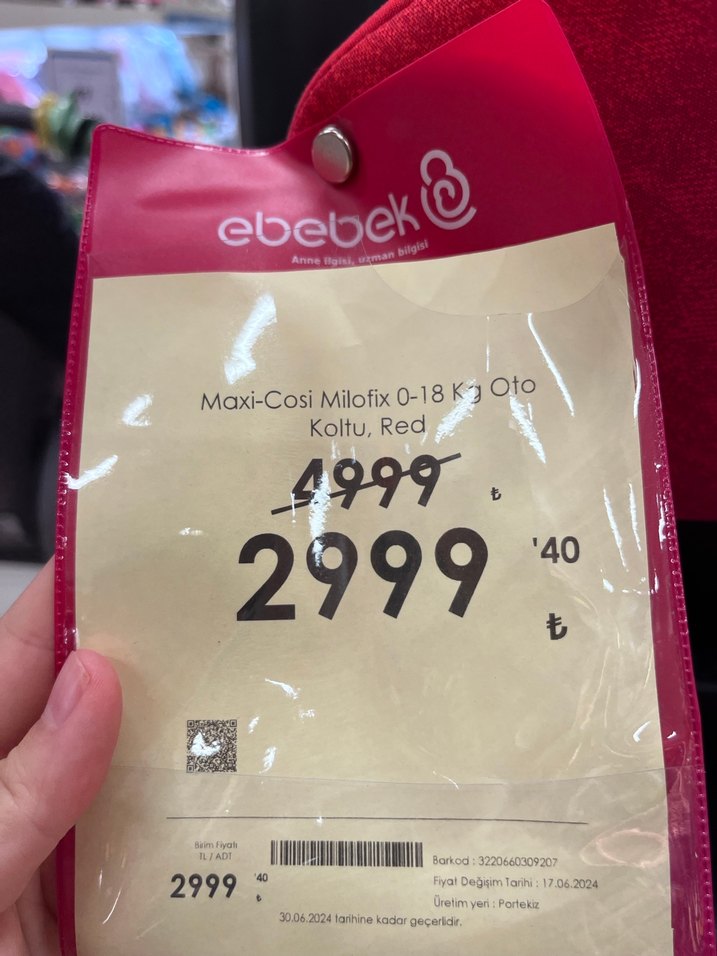 ebebek
Anne ilgisi, uzman bilgisi
Maxi-Cosi Milofix 0-18 Kg Oto
Koltu, Red
4999 ₺
2999 '40
₺
Birim Fiyatı
TL / ADT
2999 '40
₺
Barkod : 3220660309207
Fiyat Değişim Tarihi : 17.06.2024
Üretim yeri : Portekiz
30.06.2024 tarihine kadar geçerlidir.